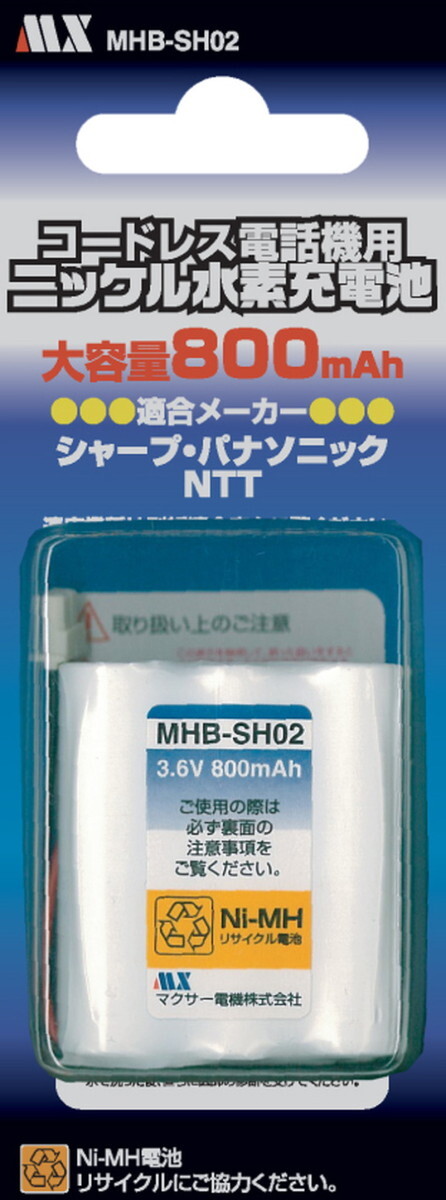 MX MHB-SH02
コードレス電話機用
ニッケル水素充電池
大容量800mAh
●●●適合メーカー●●●
シャープ・パナソニック
NTT
取り扱い上のご注意
MHB-SH02
3.6V 800mAh
ご使用の際は
必ず裏面の
注意事項を
ご覧ください。
Ni-MH
リサイクル電池
MX
マクサー電機株式会社
Ni-MH電池
リサイクルにご協力ください。